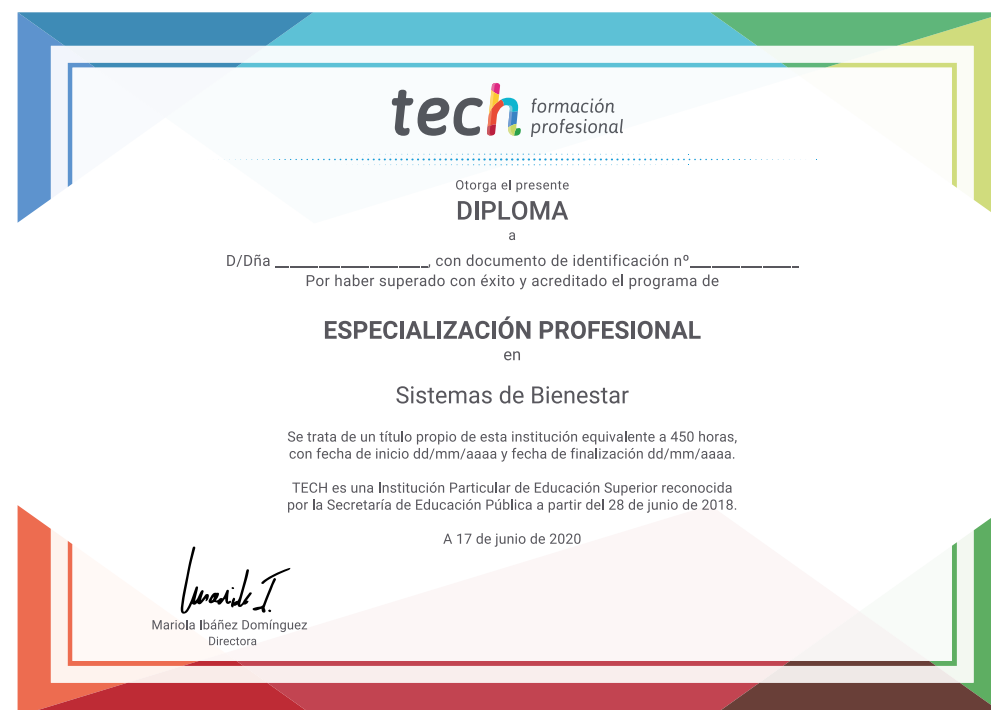 tech formación
profesional
Otorga el presente
DIPLOMA
a
D/Dña ______________________, con documento de identificación nº_______________
Por haber superado con éxito y acreditado el programa de
ESPECIALIZACIÓN PROFESIONAL
en
Sistemas de Bienestar
Se trata de un título propio de esta institución equivalente a 450 horas,
con fecha de inicio dd/mm/aaaa y fecha de finalización dd/mm/aaaa.
TECH es una Institución Particular de Educación Superior reconocida
por la Secretaría de Educación Pública a partir del 28 de junio de 2018.
A 17 de junio de 2020
Mariola Ibáñez Domínguez
Directora